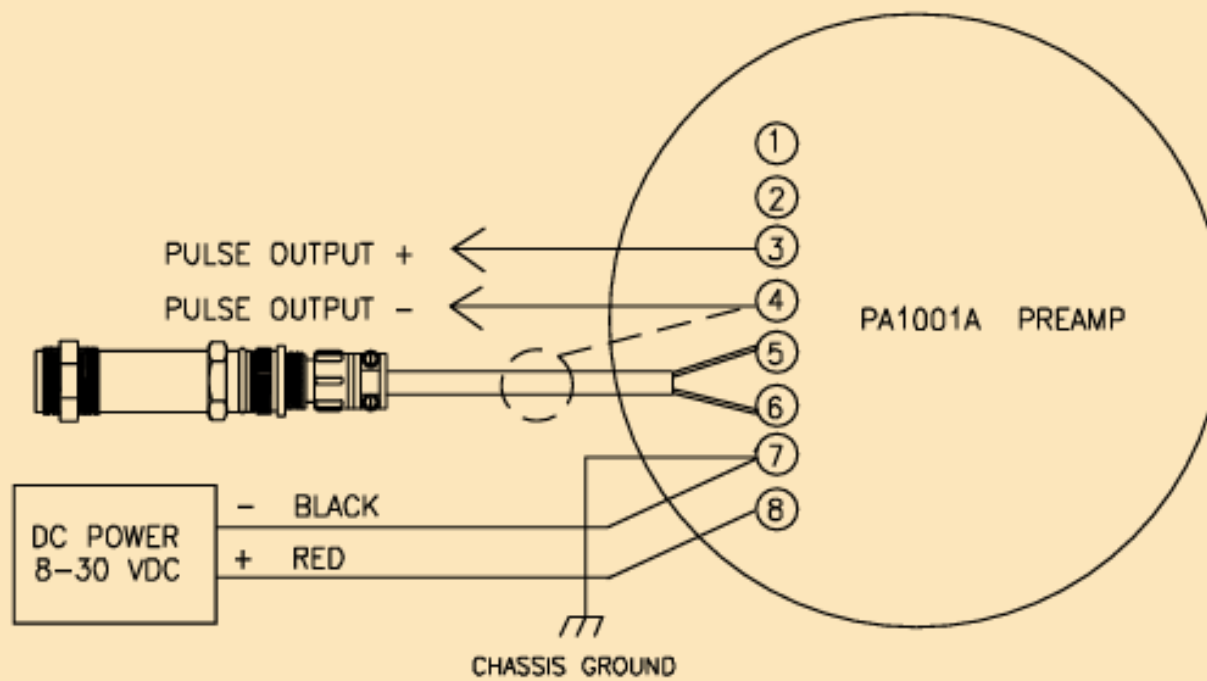 1
2
PULSE OUTPUT +
3
PULSE OUTPUT -
4
PA1001A PREAMP
5
6
7
- BLACK
8
DC POWER
8-30 VDC
+ RED
CHASSIS GROUND